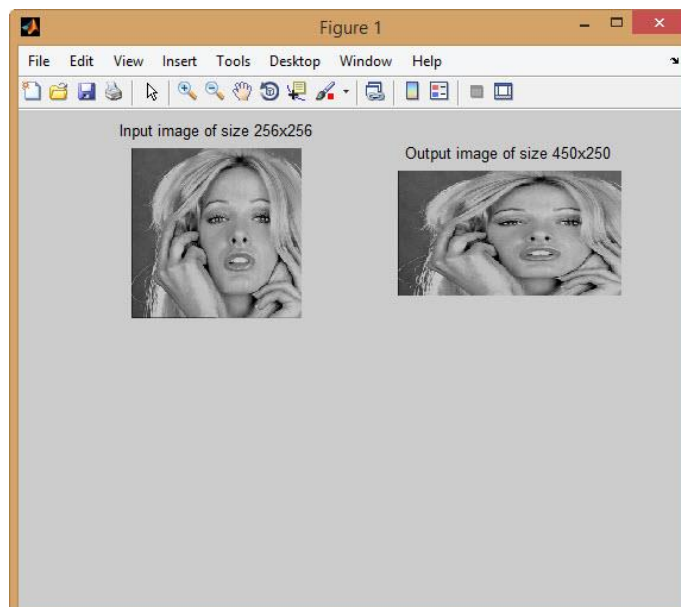 Figure 1
File Edit View Insert Tools Desktop Window Help
Input image of size 256x256
Output image of size 450x250